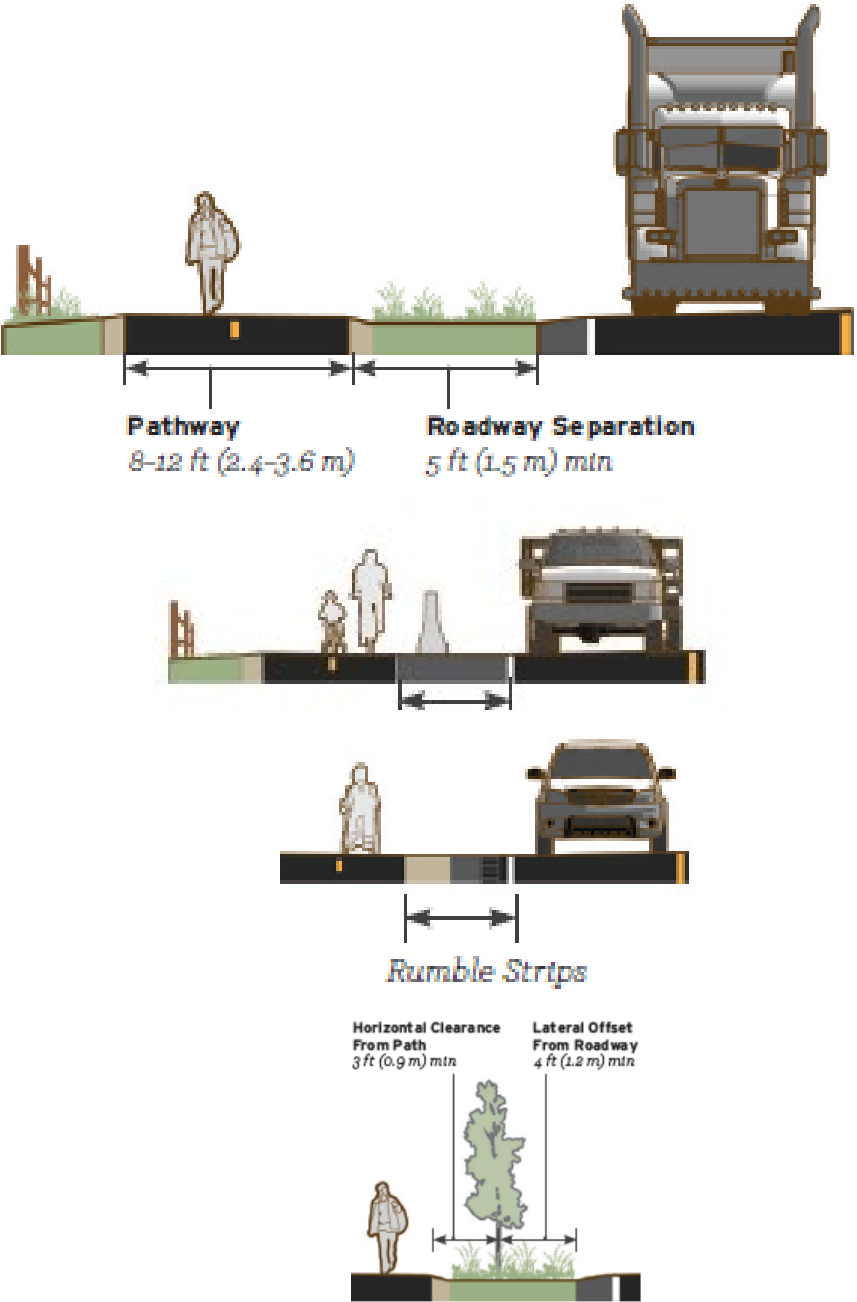 Pathway
8–12 ft (2.4–3.6 m)
Roadway Separation
5 ft (1.5 m) min
Rumble Strips
Horizontal Clearance
From Path
3 ft (0.9 m) min
Lateral Offset
From Roadway
4 ft (1.2 m) min